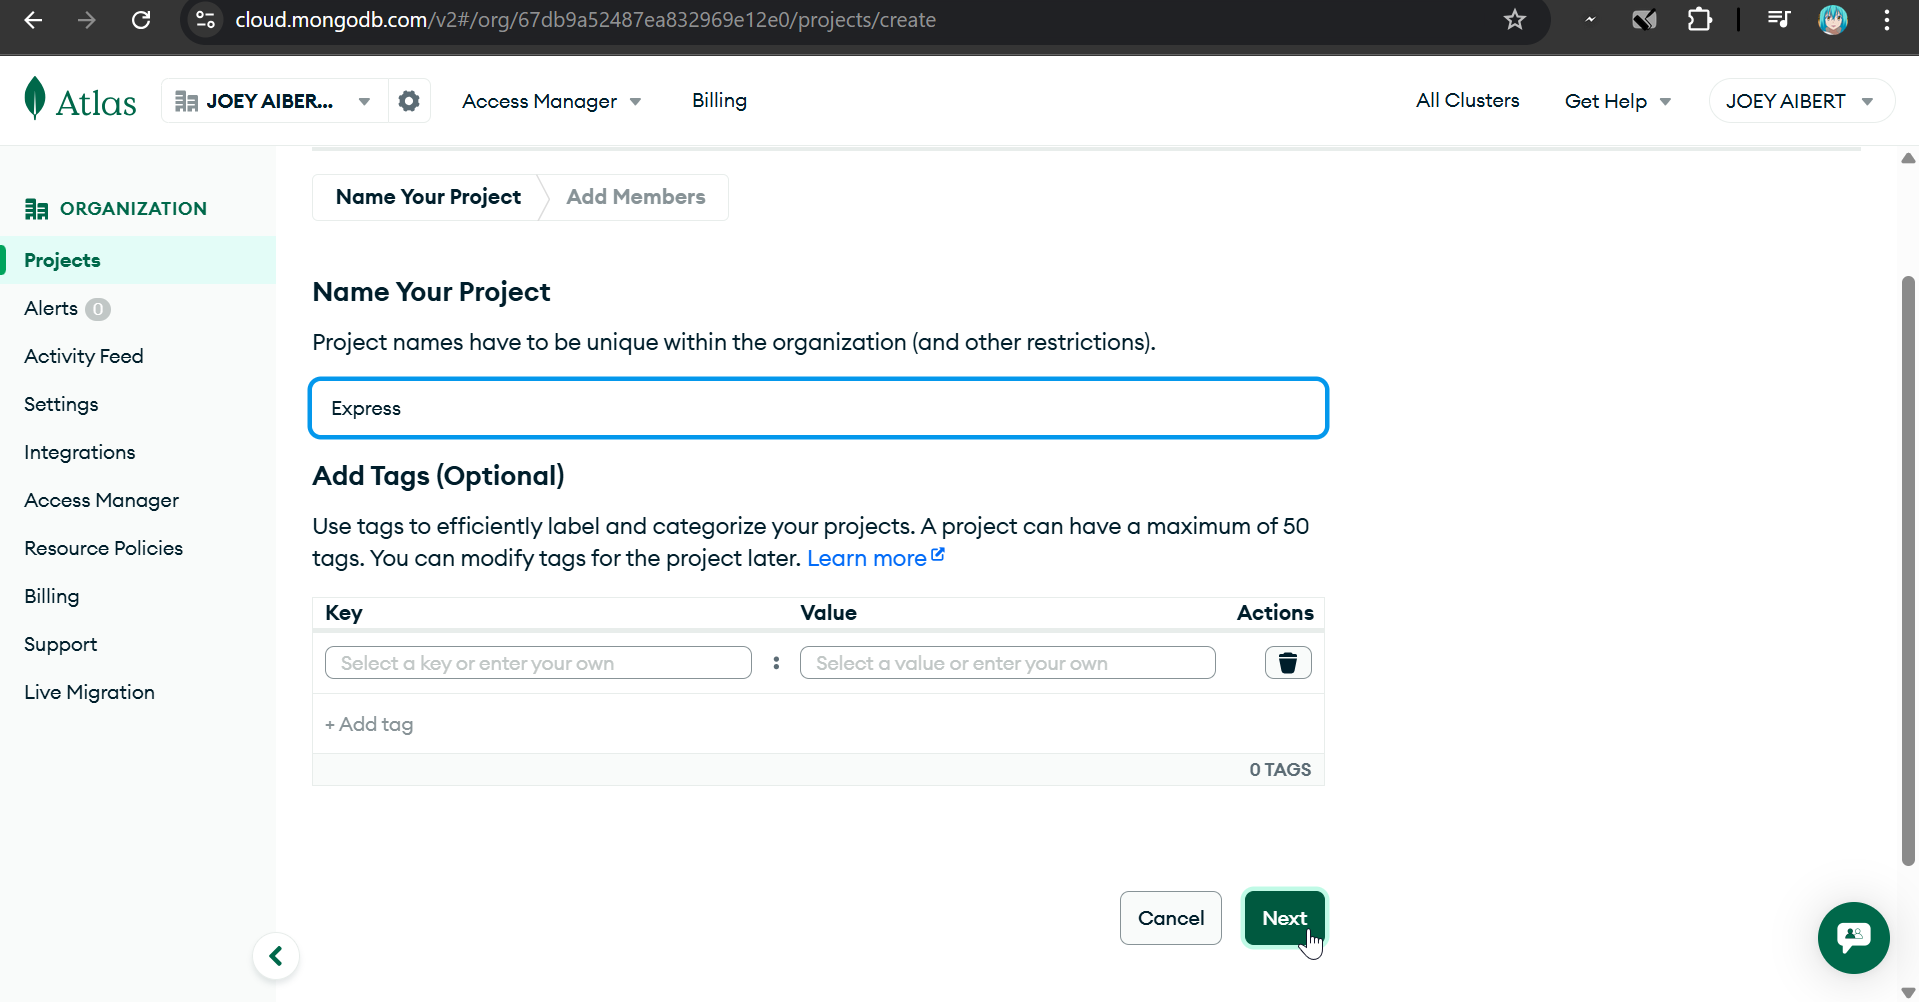 cloud.mongodb.com/v2#/org/67db9a52487ea832969e12e0/projects/create
Atlas
JOEY AIBER...
Access Manager
Billing
All Clusters
Get Help
JOEY AIBERT
ORGANIZATION
Projects
Alerts 0
Activity Feed
Settings
Integrations
Access Manager
Resource Policies
Billing
Support
Live Migration
Name Your Project
Add Members
Name Your Project
Project names have to be unique within the organization (and other restrictions).
Express
Add Tags (Optional)
Use tags to efficiently label and categorize your projects. A project can have a maximum of 50
tags. You can modify tags for the project later. Learn more
Key Value Actions
Select a key or enter your own : Select a value or enter your own
+ Add tag
0 TAGS
Cancel
Next